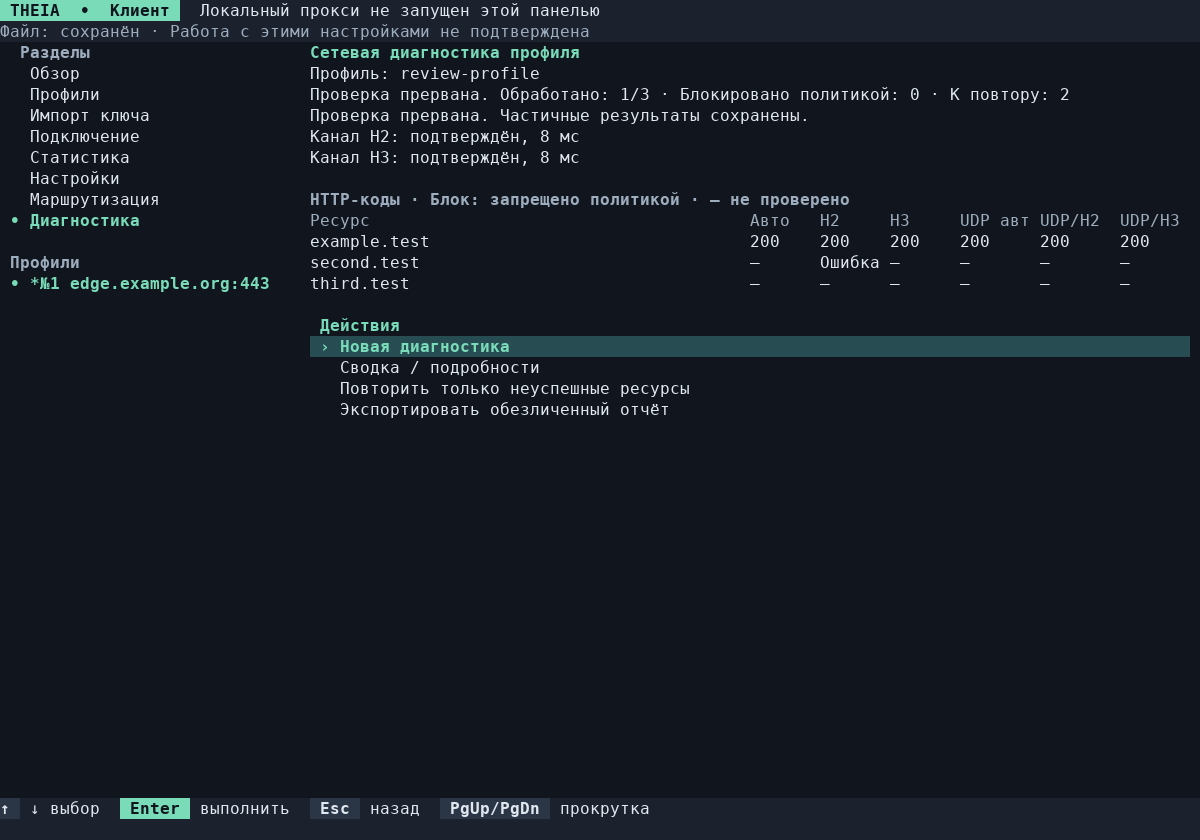 THEIA • Клиент Локальный прокси не запущен этой панелью
Файл: сохранён · Работа с этими настройками не подтверждена
Разделы
Обзор
Профили
Импорт ключа
Подключение
Статистика
Настройки
Маршрутизация
• Диагностика
Профили
• *№1 edge.example.org:443
Сетевая диагностика профиля
Профиль: review-profile
Проверка прервана. Обработано: 1/3 · Блокировано политикой: 0 · К повтору: 2
Проверка прервана. Частичные результаты сохранены.
Канал H2: подтверждён, 8 мс
Канал H3: подтверждён, 8 мс
HTTP-коды · Блок: запрещено политикой · — не проверено
Ресурс Авто H2 H3 UDP авт UDP/H2 UDP/H3
example.test 200 200 200 200 200 200
second.test — Ошибка — — — —
third.test — — — — — —
Действия
› Новая диагностика
Сводка / подробности
Повторить только неуспешные ресурсы
Экспортировать обезличенный отчёт
↑ ↓ выбор Enter выполнить Esc назад PgUp/PgDn прокрутка